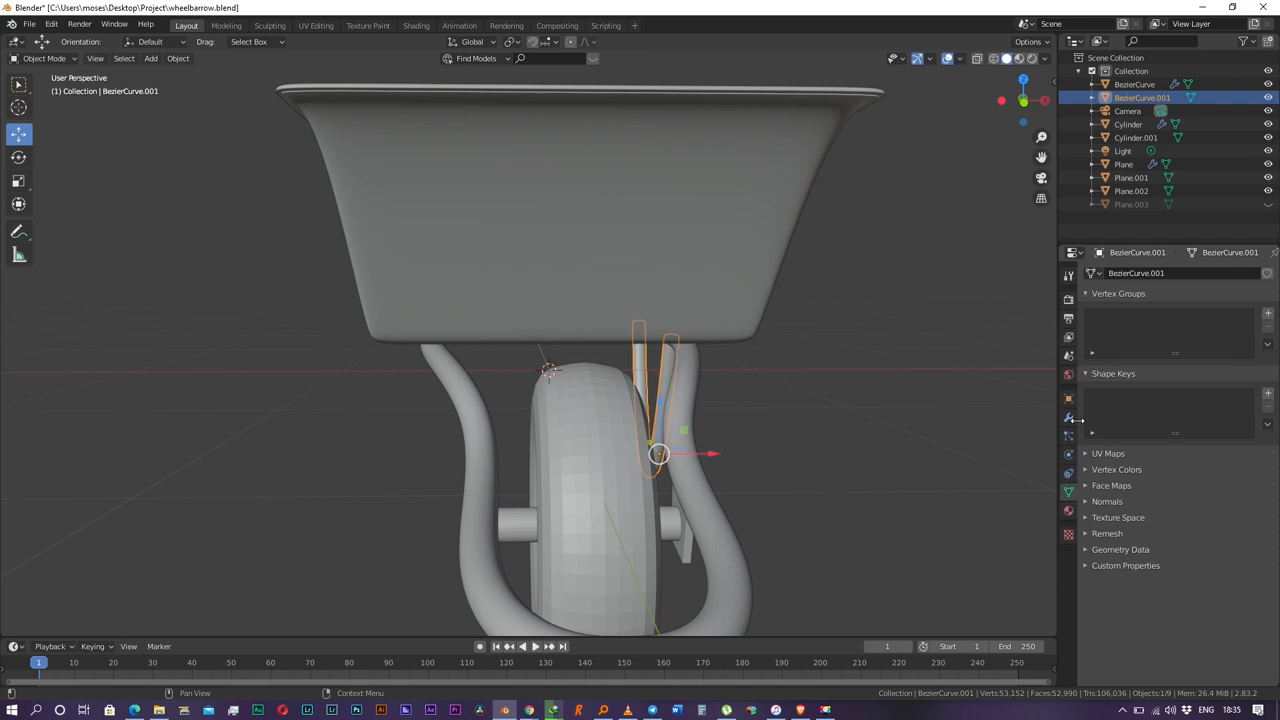 Blender* [C:\Users\moses\Desktop\Project\wheelbarrow.blend]
File Edit Render Window Help Layout Modeling Sculpting UV Editing Texture Paint Shading Animation Rendering Compositing Scripting + Scene View Layer
Orientation: Default Drag: Select Box Global Options
Object Mode View Select Add Object Find Models
User Perspective
(1) Collection | BezierCurve.001
Z
Scene Collection
Collection
BezierCurve
BezierCurve.001
Camera
Cylinder
Cylinder.001
Light
Plane
Plane.001
Plane.002
Plane.003
BezierCurve.001 BezierCurve.001
BezierCurve.001
Vertex Groups
Shape Keys
UV Maps
Vertex Colors
Face Maps
Normals
Texture Space
Remesh
Geometry Data
Custom Properties
Playback Keying View Marker 1 Start 1 End 250
1 10 20 30 40 50 60 70 80 90 100 110 120 130 140 150 160 170 180 190 200 210 220 230 240 250
Pan View Context Menu Collection | BezierCurve.001 | Verts:53,152 | Faces:52,990 | Tris:106,036 | Objects:1/9 | Mem: 26.4 MiB | 2.83.2
Au Dw Ai Ae Pr ENG 18:35